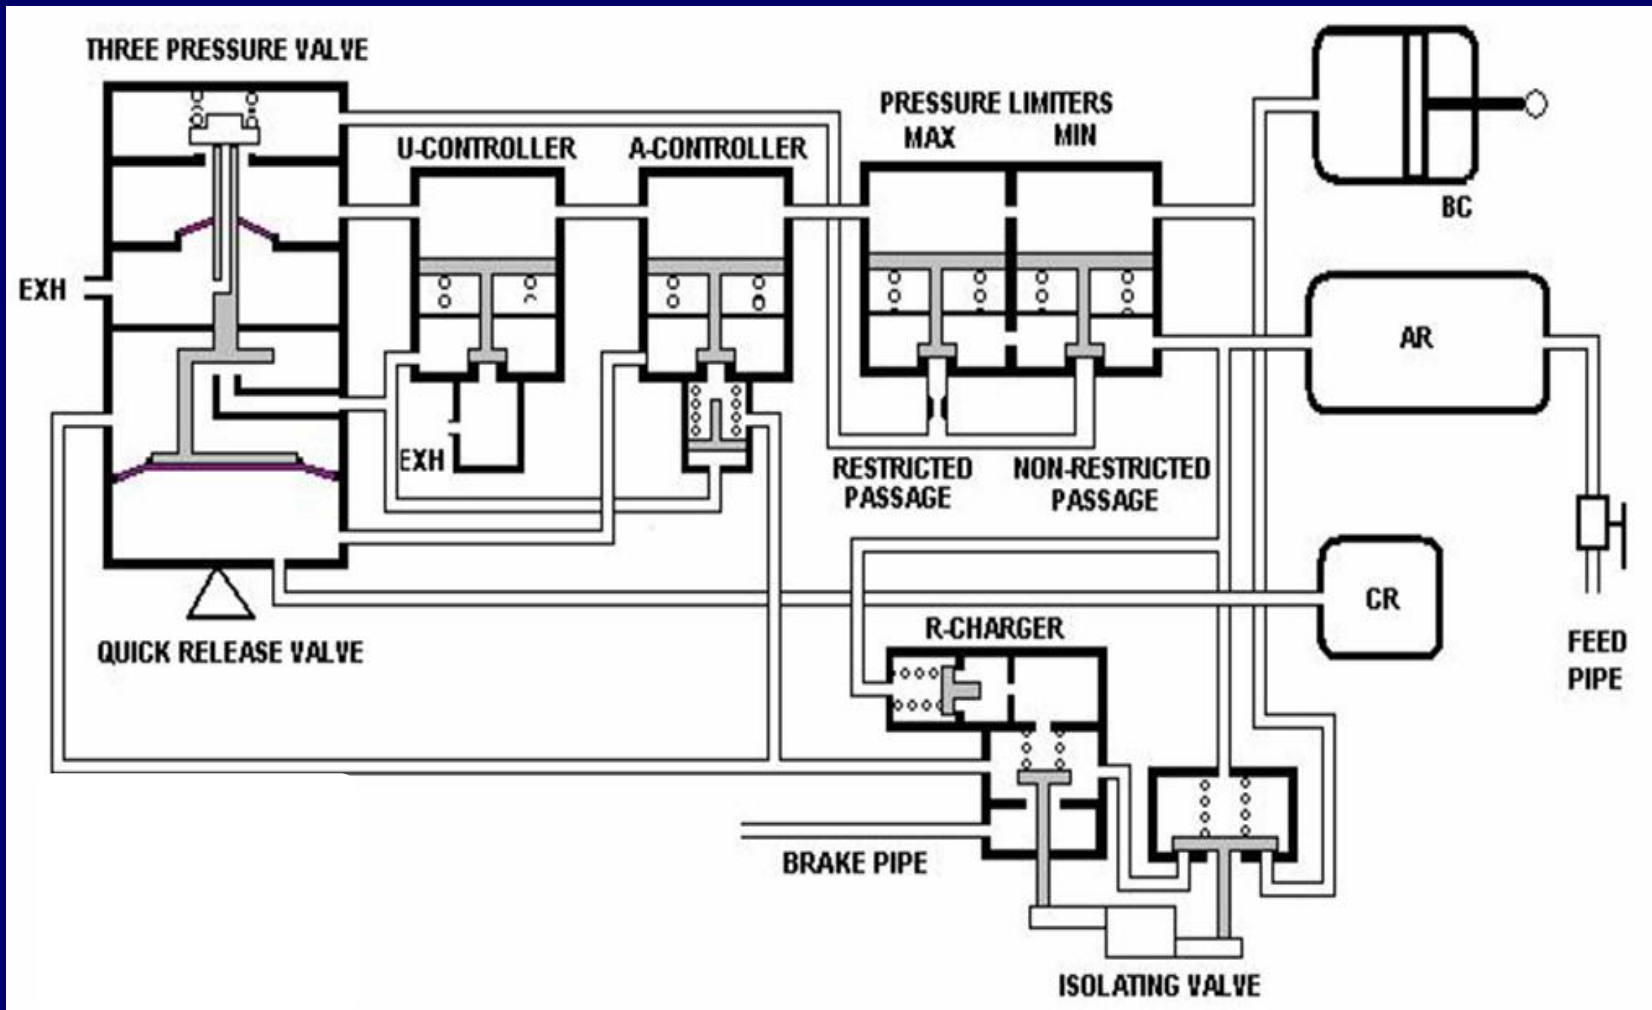 THREE PRESSURE VALVE
U-CONTROLLER
A-CONTROLLER
PRESSURE LIMITERS
MAX
MIN
BC
EXH
AR
EXH
RESTRICTED
PASSAGE
NON-RESTRICTED
PASSAGE
CR
FEED
PIPE
QUICK RELEASE VALVE
R-CHARGER
BRAKE PIPE
ISOLATING VALVE